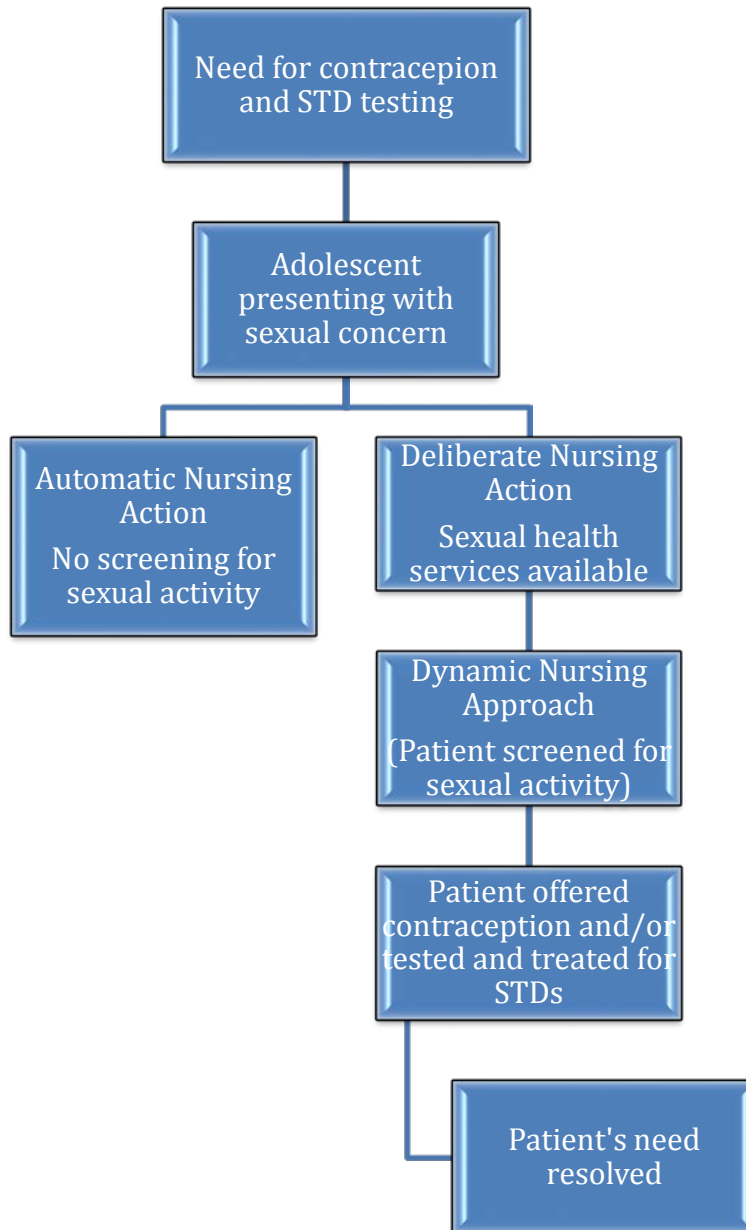 Need for contracepion
and STD testing
Adolescent
presenting with
sexual concern
Automatic Nursing
Action
No screening for
sexual activity
Deliberate Nursing
Action
Sexual health
services available
Dynamic Nursing
Approach
(Patient screened for
sexual activity)
Patient offered
contraception and/or
tested and treated for
STDs
Patient's need
resolved